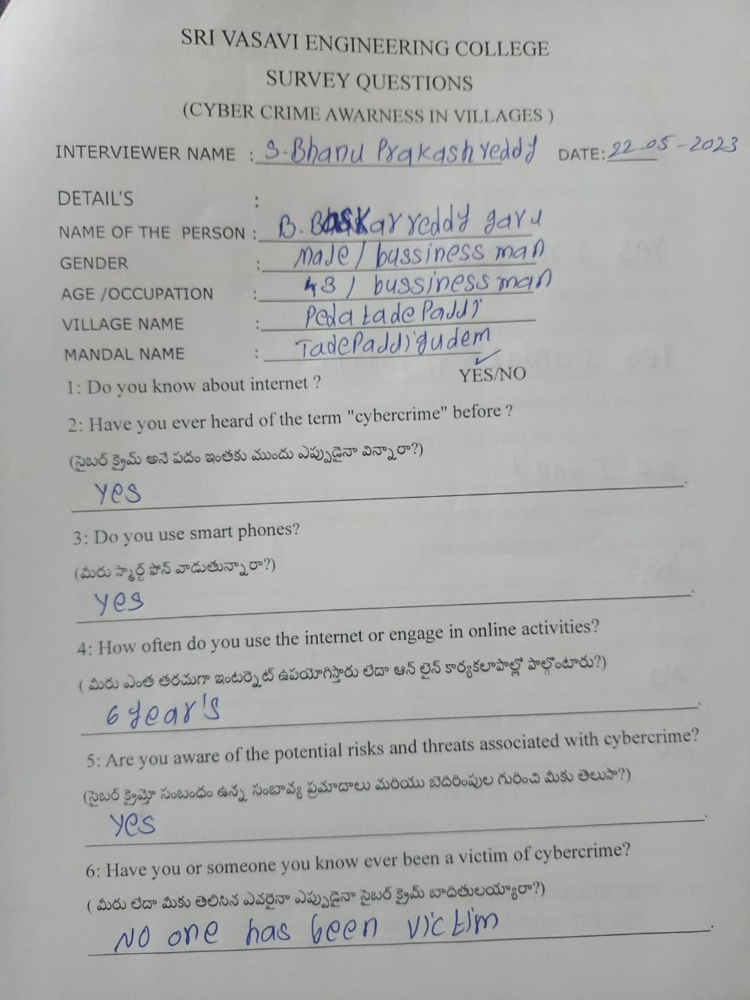 SRI VASAVI ENGINEERING COLLEGE
SURVEY QUESTIONS
(CYBER CRIME AWARNESS IN VILLAGES )
INTERVIEWER NAME : S. Bhanu Prakash reddy DATE: 22-05-2023
DETAIL'S :
NAME OF THE PERSON : B. Baskar reddy garu
GENDER : Male / bussiness man
AGE /OCCUPATION : 43 / bussiness man
VILLAGE NAME : Peda tade Paddi
MANDAL NAME : TadePaddigudem
1: Do you know about internet ? YES/NO
2: Have you ever heard of the term "cybercrime" before ?
(సైబర్ క్రైమ్ అనే పదం ఇంతకు ముందు ఎప్పుడైనా విన్నారా?)
yes
3: Do you use smart phones?
(మీరు స్మార్ట్ ఫోన్ వాడుతున్నారా?)
yes
4: How often do you use the internet or engage in online activities?
( మీరు ఎంత తరచుగా ఇంటర్నెట్ ఉపయోగిస్తారు లేదా ఆన్ లైన్ కార్యకలాపాల్లో పాల్గొంటారు?)
6 year's
5: Are you aware of the potential risks and threats associated with cybercrime?
(సైబర్ క్రైమ్తో సంబంధం ఉన్న సంబావ్య ప్రమాదాలు మరియు బెదిరింపుల గురించి మీకు తెలుసా?)
yes
6: Have you or someone you know ever been a victim of cybercrime?
( మీరు లేదా మీకు తెలిసిన ఎవరైనా ఎప్పుడైనా సైబర్ క్రైమ్ బాధితులయ్యారా?)
NO one has been victim